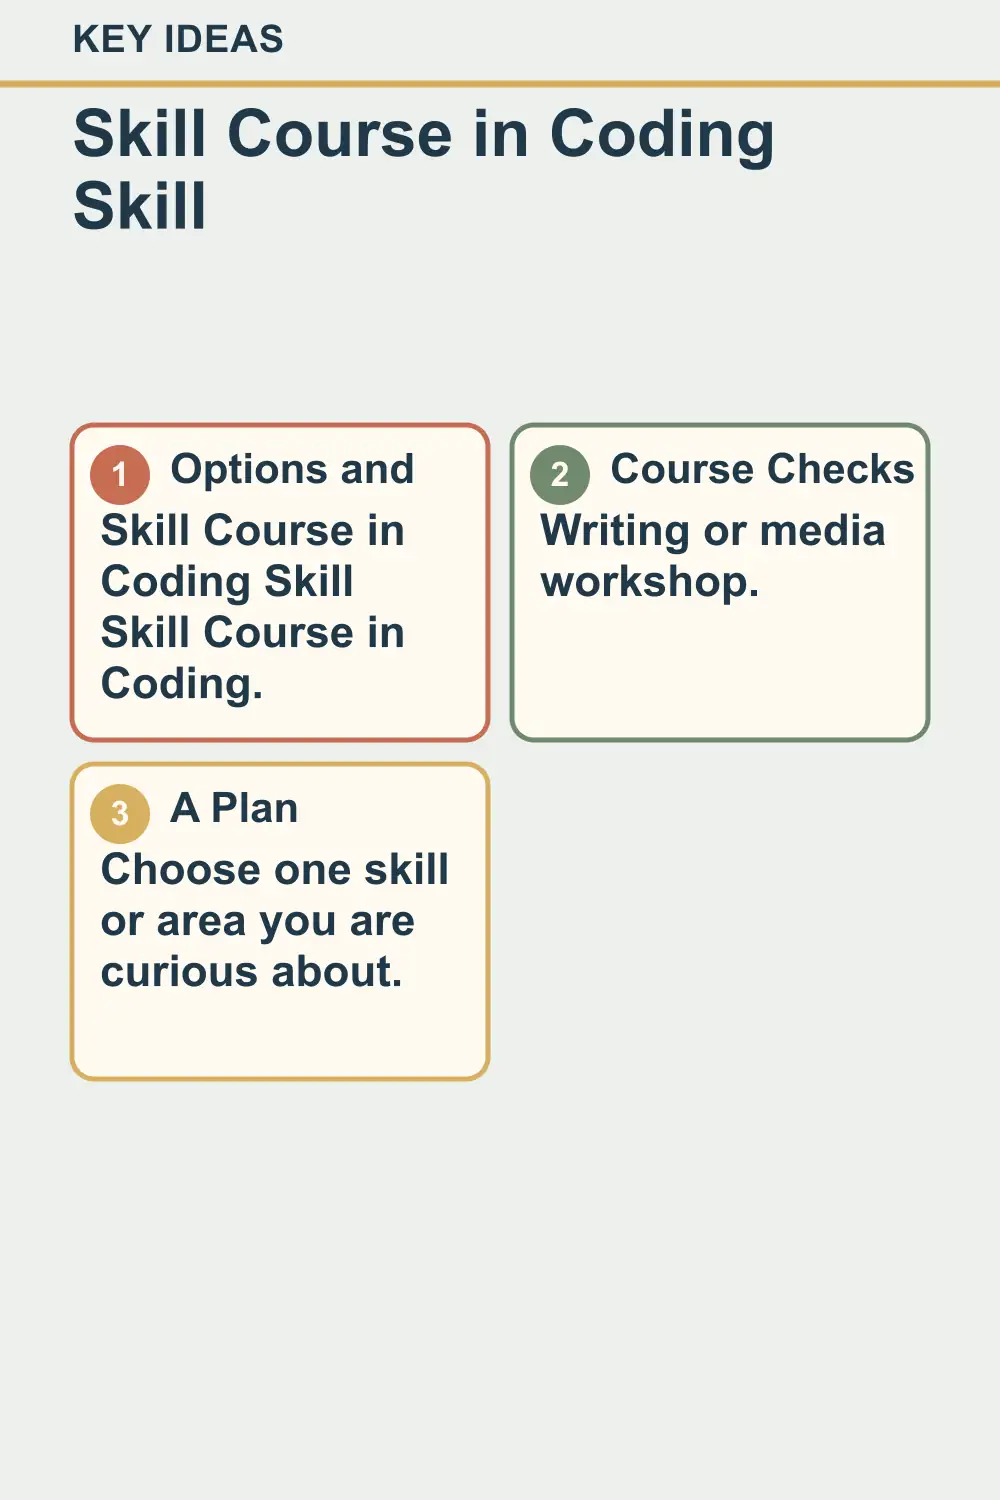 KEY IDEAS
Skill Course in Coding
Skill
1 Options and
Skill Course in
Coding Skill
Skill Course in
Coding.
2 Course Checks
Writing or media
workshop.
3 A Plan
Choose one skill
or area you are
curious about.